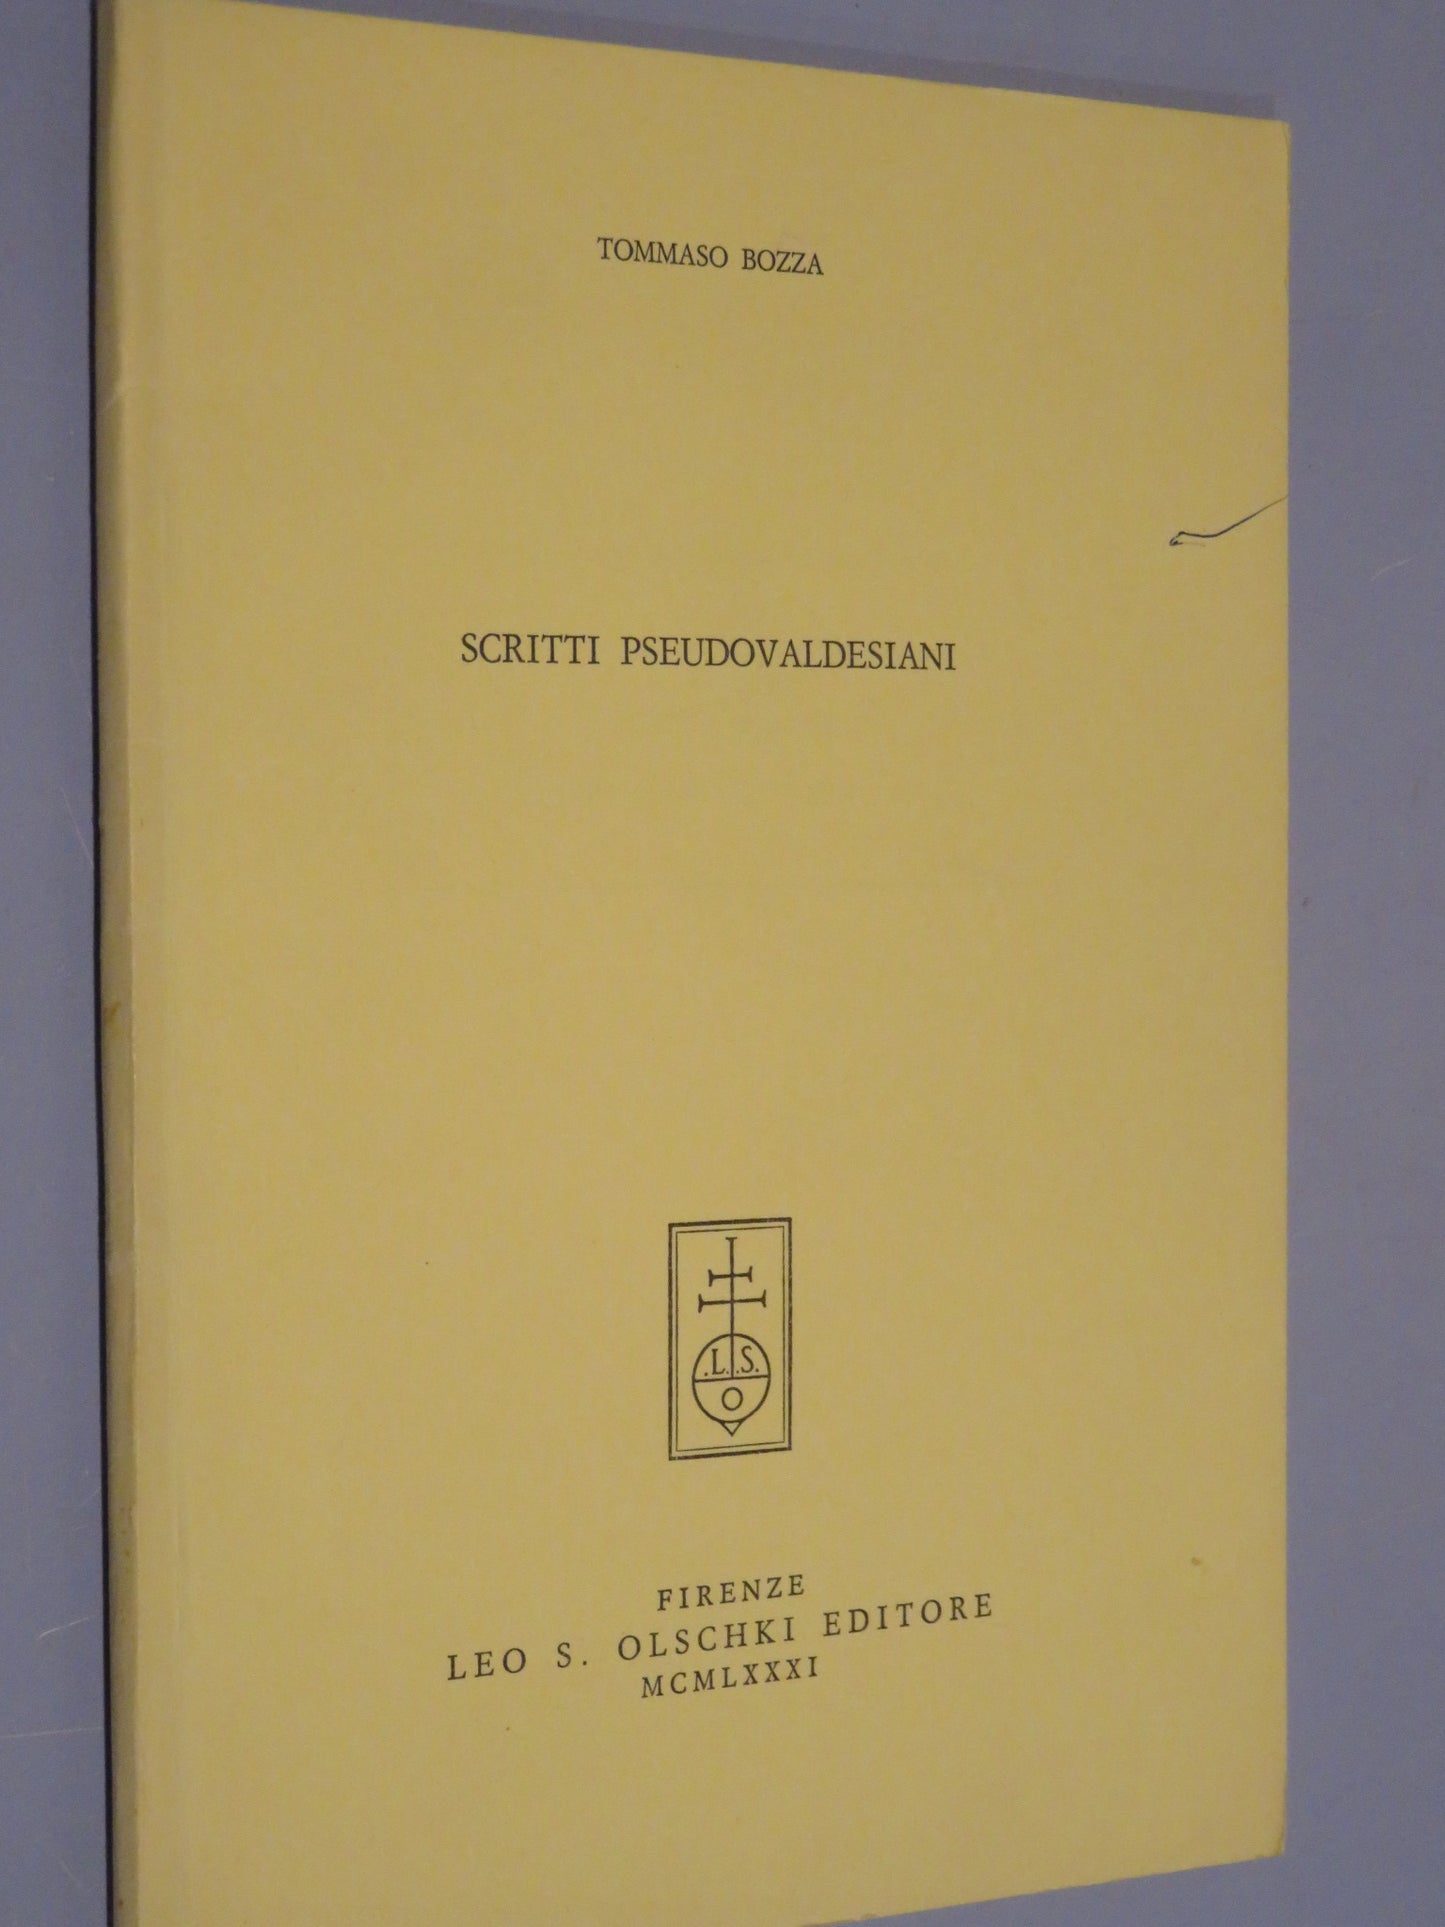 TOMMASO BOZZA
SCRITTI PSEUDOVALDESIANI
.L. .S.
O
FIRENZE
LEO S. OLSCHKI EDITORE
MCMLXXXI